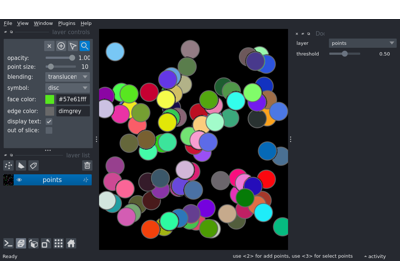 File View Window Plugins Help
layer controls
opacity: 1.00
point size: 10
blending: translucen
symbol: disc
face color: #57e61fff
edge color: dimgrey
display text:
out of slice:
layer list
points
Do
layer points
threshold 0.50
Ready use <2> for add points, use <3> for select points activity